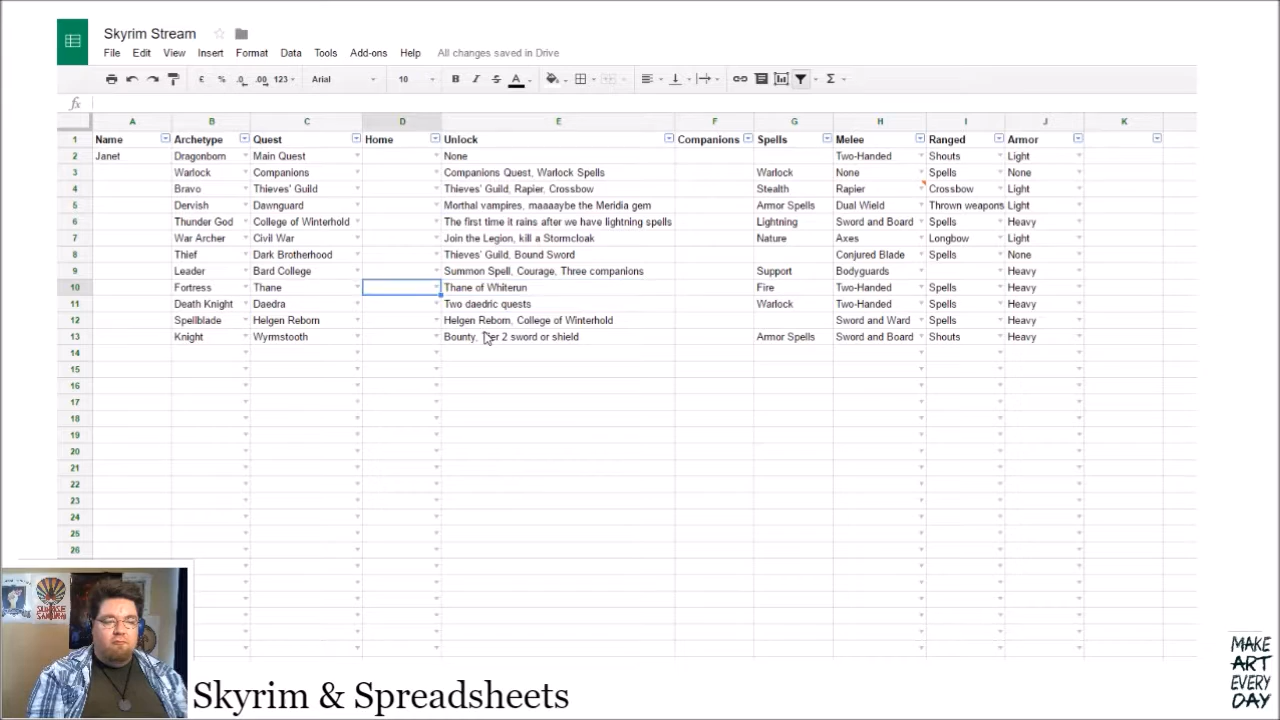 Skyrim Stream
File Edit View Insert Format Data Tools Add-ons Help All changes saved in Drive
£ % .0 .00 123 Arial 10 B I S A Σ
fx
A B C D E F G H I J K
1 Name Archetype Quest Home Unlock Companions Spells Melee Ranged Armor
2 Janet Dragonborn Main Quest None Two-Handed Shouts Light
3 Warlock Companions Companions Quest, Warlock Spells Warlock None Spells None
4 Bravo Thieves' Guild Thieves' Guild, Rapier, Crossbow Stealth Rapier Crossbow Light
5 Dervish Dawnguard Morthal vampires, maaaaybe the Meridia gem Armor Spells Dual Wield Thrown weapons Light
6 Thunder God College of Winterhold The first time it rains after we have lightning spells Lightning Sword and Board Spells Heavy
7 War Archer Civil War Join the Legion, kill a Stormcloak Nature Axes Longbow Light
8 Thief Dark Brotherhood Thieves' Guild, Bound Sword Conjured Blade Spells None
9 Leader Bard College Summon Spell, Courage, Three companions Support Bodyguards Heavy
10 Fortress Thane Thane of Whiterun Fire Two-Handed Spells Heavy
11 Death Knight Daedra Two daedric quests Warlock Two-Handed Spells Heavy
12 Spellblade Helgen Reborn Helgen Reborn, College of Winterhold Sword and Ward Spells Heavy
13 Knight Wyrmstooth Bounty, 2 sword or shield Armor Spells Sword and Board Shouts Heavy
14
15
16
17
18
19
20
21
22
23
24
25
26
SUNRISE
SAMURAI
Skyrim & Spreadsheets
MAKE
ART
EVERY
DAY